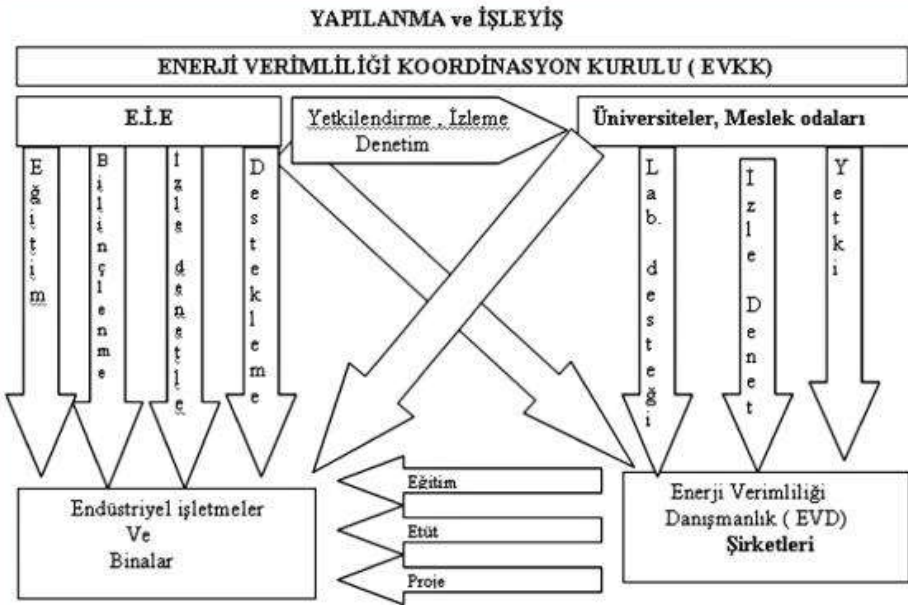 YAPILANMA ve İŞLEYİŞ
ENERJİ VERİMLİLİĞİ KOORDİNASYON KURULU ( EVKK)
E.İ.E
Yetkilendirme , İzleme
Denetim
Üniversiteler, Meslek odaları
Eğitim
Bilinçlenme
İzle denetle
Destekleme
Lab. desteği
İzle Denet
Yetki
Endüstriyel işletmeler
Ve
Binalar
Eğitim
Etüt
Proje
Enerji Verimliliği
Danışmanlık ( EVD)
Şirketleri